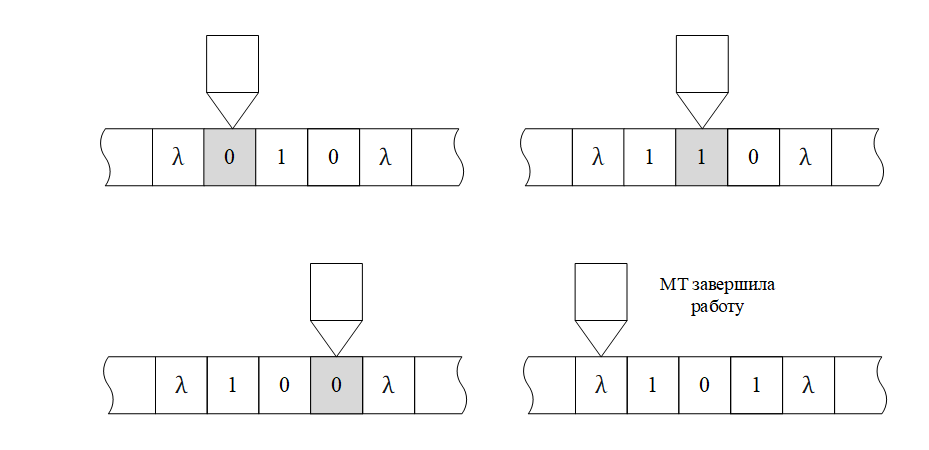 λ 0 1 0 λ
λ 1 1 0 λ
λ 1 0 0 λ
МТ завершила
работу
λ 1 0 1 λ